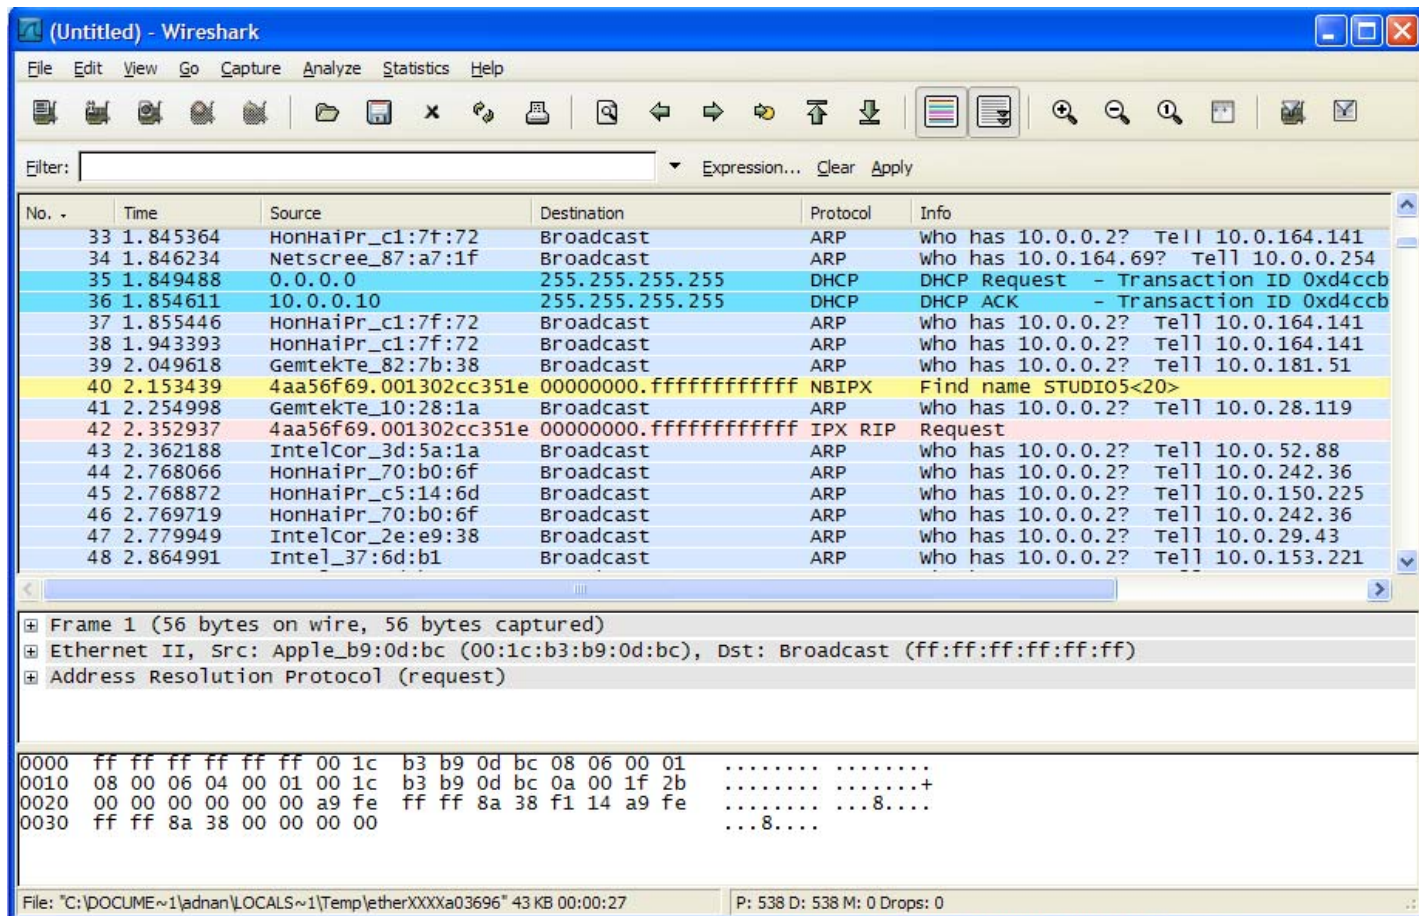 (Untitled) - Wireshark
File Edit View Go Capture Analyze Statistics Help
Filter: Expression... Clear Apply
No. . Time Source Destination Protocol Info
33 1.845364 HonHaiPr_c1:7f:72 Broadcast ARP Who has 10.0.0.2? Tell 10.0.164.141
34 1.846234 Netscree_87:a7:1f Broadcast ARP Who has 10.0.164.69? Tell 10.0.0.254
35 1.849488 0.0.0.0 255.255.255.255 DHCP DHCP Request - Transaction ID 0xd4ccb
36 1.854611 10.0.0.10 255.255.255.255 DHCP DHCP ACK - Transaction ID 0xd4ccb
37 1.855446 HonHaiPr_c1:7f:72 Broadcast ARP Who has 10.0.0.2? Tell 10.0.164.141
38 1.943393 HonHaiPr_c1:7f:72 Broadcast ARP Who has 10.0.0.2? Tell 10.0.164.141
39 2.049618 GemtekTe_82:7b:38 Broadcast ARP Who has 10.0.0.2? Tell 10.0.181.51
40 2.153439 4aa56f69.001302cc351e 00000000.ffffffffffff NBIPX Find name STUDIO5<20>
41 2.254998 GemtekTe_10:28:1a Broadcast ARP Who has 10.0.0.2? Tell 10.0.28.119
42 2.352937 4aa56f69.001302cc351e 00000000.ffffffffffff IPX RIP Request
43 2.362188 IntelCor_3d:5a:1a Broadcast ARP Who has 10.0.0.2? Tell 10.0.52.88
44 2.768066 HonHaiPr_70:b0:6f Broadcast ARP Who has 10.0.0.2? Tell 10.0.242.36
45 2.768872 HonHaiPr_c5:14:6d Broadcast ARP Who has 10.0.0.2? Tell 10.0.150.225
46 2.769719 HonHaiPr_70:b0:6f Broadcast ARP Who has 10.0.0.2? Tell 10.0.242.36
47 2.779949 IntelCor_2e:e9:38 Broadcast ARP Who has 10.0.0.2? Tell 10.0.29.43
48 2.864991 Intel_37:6d:b1 Broadcast ARP Who has 10.0.0.2? Tell 10.0.153.221
Frame 1 (56 bytes on wire, 56 bytes captured)
Ethernet II, Src: Apple_b9:0d:bc (00:1c:b3:b9:0d:bc), Dst: Broadcast (ff:ff:ff:ff:ff:ff)
Address Resolution Protocol (request)
0000 ff ff ff ff ff ff 00 1c b3 b9 0d bc 08 06 00 01 ........ ........
0010 08 00 06 04 00 01 00 1c b3 b9 0d bc 0a 00 1f 2b ........ .......+
0020 00 00 00 00 00 00 a9 fe ff ff 8a 38 f1 14 a9 fe ........ ...8....
0030 ff ff 8a 38 00 00 00 00 ...8....
File: "C:\DOCUME~1\adnan\LOCALS~1\Temp\etherXXXXa03696" 43 KB 00:00:27 P: 538 D: 538 M: 0 Drops: 0